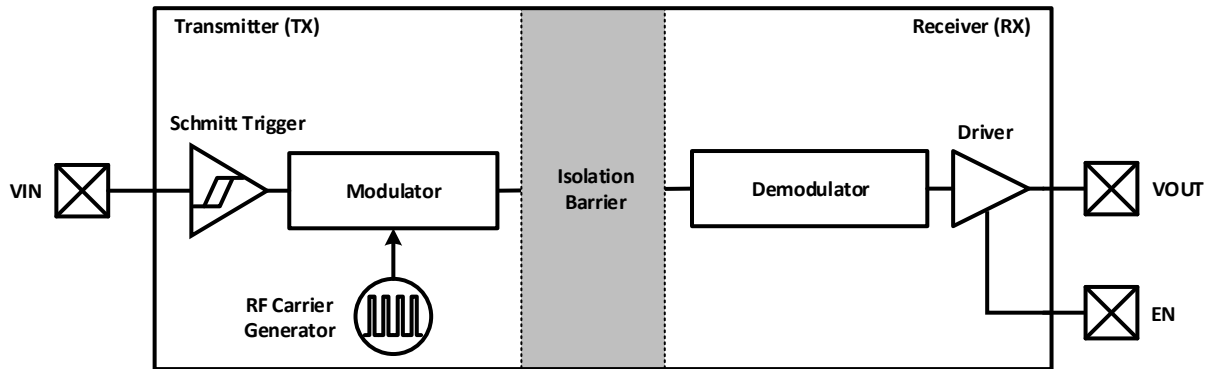 Transmitter (TX)
Receiver (RX)
Schmitt Trigger
Driver
VIN
Modulator
Isolation
Barrier
Demodulator
VOUT
RF Carrier
Generator
EN